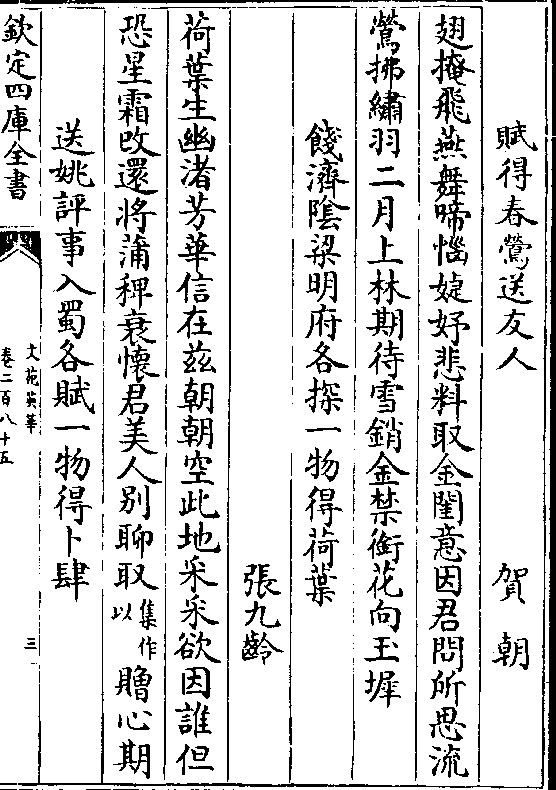 賦得春鶯送友人　賀朝
翅掩飛燕舞啼惱婕妤悲料取金閨意因君問所思流
鶯拂繡羽二月上林期待雪銷金禁銜花向玉墀
餞濟陰梁明府各探一物得荷葉
張九齡
荷葉生幽渚芳華信在茲朝朝空此地采采欲因誰但
恐星霜改還將蒲稗衰懷君美人別聊取集作以贈心期
送姚評事入蜀各賦一物得卜肆
欽定四庫全書
文苑英華
卷二百八十五
三